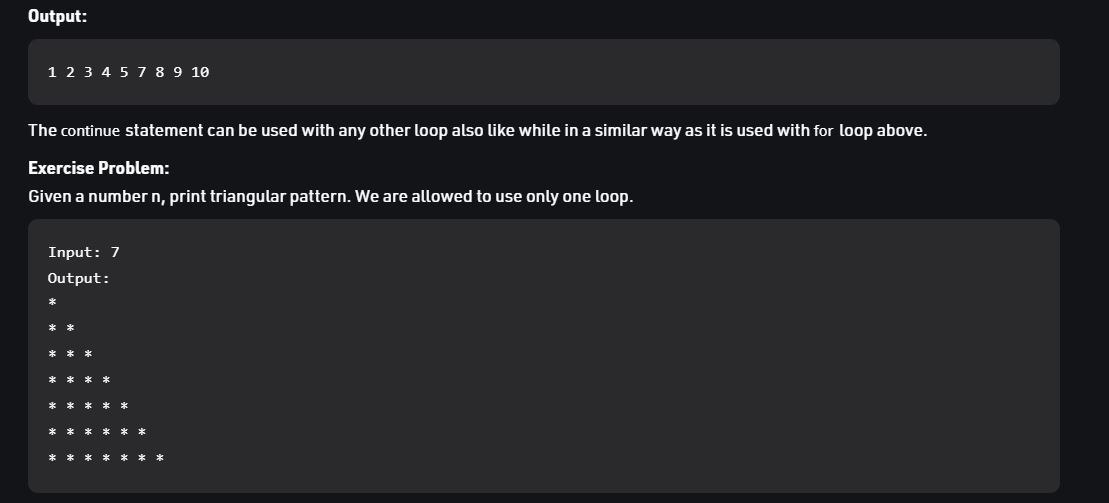 Output:
1 2 3 4 5 7 8 9 10
The continue statement can be used with any other loop also like while in a similar way as it is used with for loop above.
Exercise Problem:
Given a number n, print triangular pattern. We are allowed to use only one loop.
Input: 7
Output:
*
* *
* * *
* * * *
* * * * *
* * * * * *
* * * * * * *